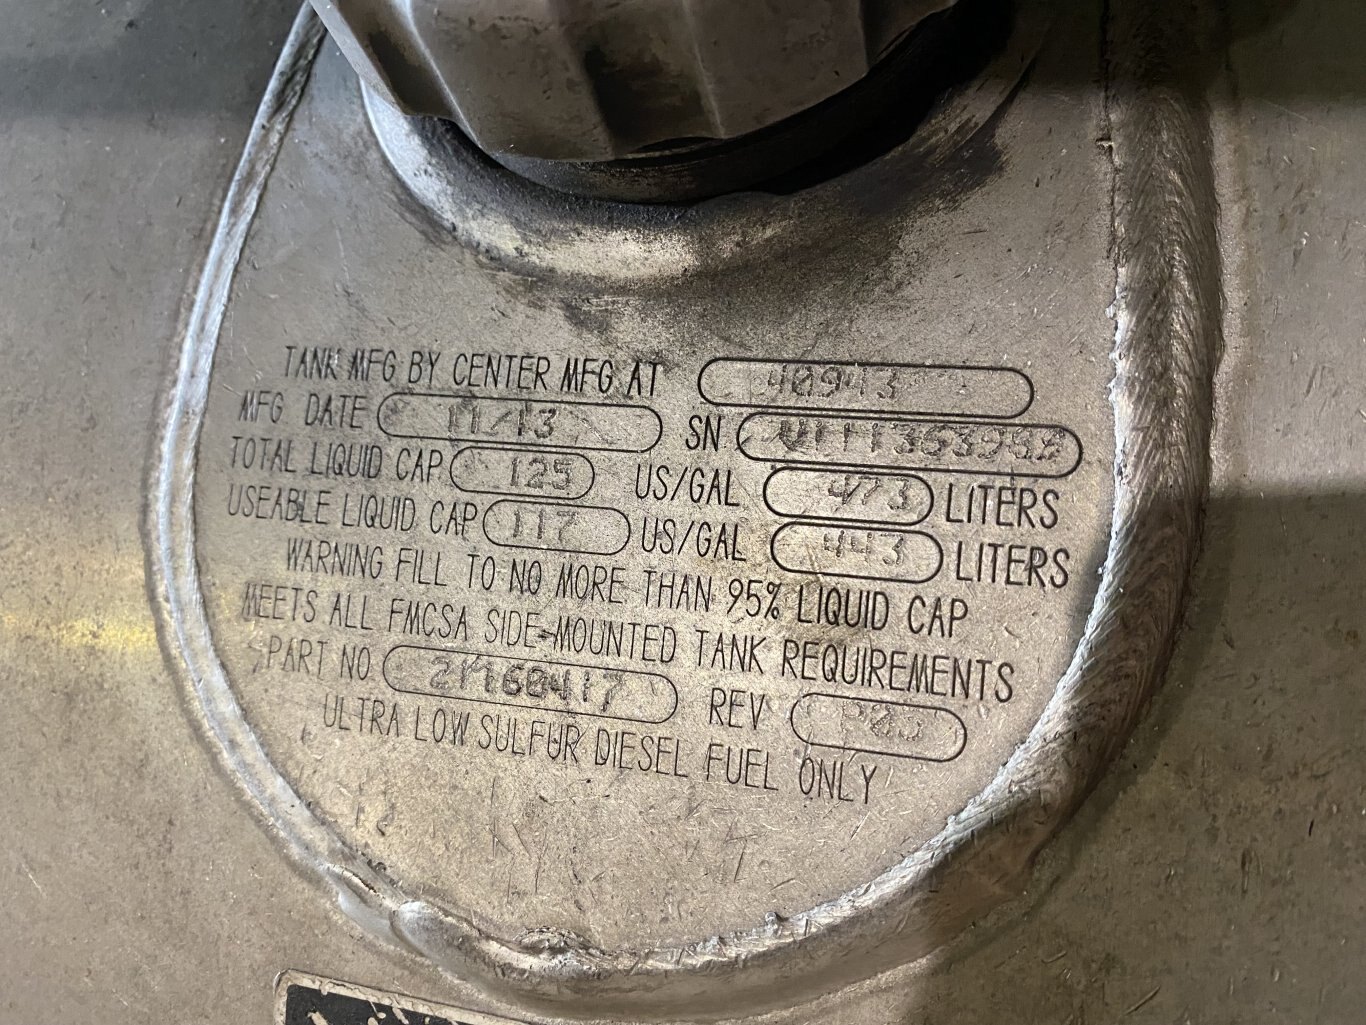 TANK MFG BY CENTER MFG AT 40943
MFG DATE 11/13 SN
TOTAL LIQUID CAP 125 US/GAL 473 LITERS
USEABLE LIQUID CAP 117 US/GAL 443 LITERS
WARNING FILL TO NO MORE THAN 95% LIQUID CAP
MEETS ALL FMCSA SIDE-MOUNTED TANK REQUIREMENTS
PART NO REV
ULTRA LOW SULFUR DIESEL FUEL ONLY